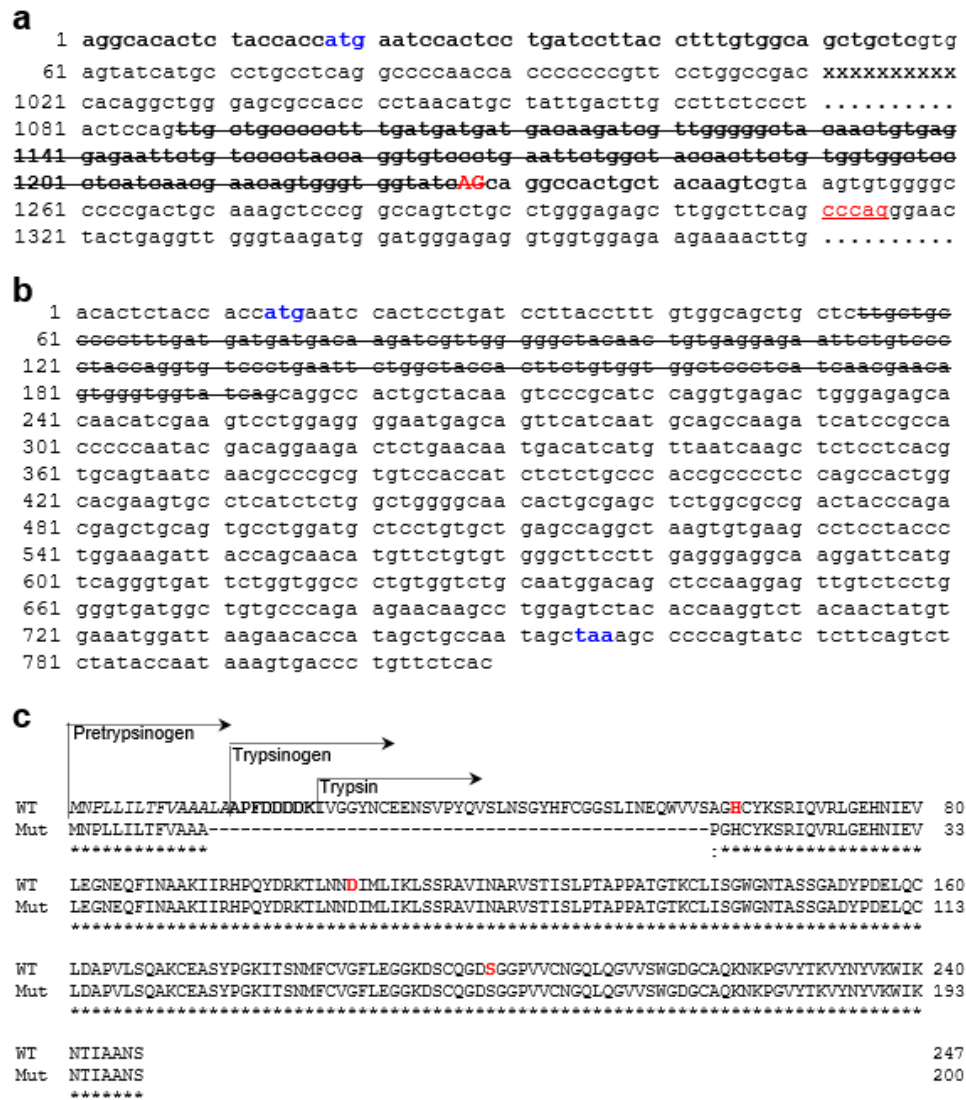 a
1 aggcacactc taccaccatg aatccactcc tgatccttac ctttgtggca gctgctcgtg
61 agtatcatgc cctgcctcag gccccaacca cccccccgtt cctggccgac xxxxxxxxxx
1021 cacaggctgg gagcgccacc cctaacatgc tattgacttg ccttctccct ..........
1081 actccagttg ctgcccccttt tgatgatgat gacaagatcg ttgggggcta caactgtgag
1141 gagaattctg tcccctacca ggtgtccctg aattctggct accacttctg tggtggctcc
1201 ctcatcaacg aacagtgggt ggtatcAGca ggccactgct acaagtcgta agtgtggggc
1261 ccccgactgc aaagctcccg gccagtctgc ctgggagagc ttggcttcag cccagggaac
1321 tactgaggtt gggtaagatg gatgggagag gtggtggaga agaaaacttg ..........
b
1 acactctacc accatgaatc cactcctgat ccttaccttt gtggcagctg ctcttgctgc
61 cccctttgat gatgatgaca agatcgttgg gggctacaac tgtgaggaga attctgtccc
121 ctaccaggtg tccctgaatt ctggctacca cttctgtggt ggctccctca tcaacgaaca
181 gtgggtggta tcagcaggcc actgctacaa gtcccgcatc caggtgagac tgggagagca
241 caacatcgaa gtcctggagg ggaatgagca gttcatcaat gcagccaaga tcatccgcca
301 cccccaatac gacaggaaga ctctgaacaa tgacatcatg ttaatcaagc tctcctcacg
361 tgcagtaatc aacgcccgcg tgtccaccat ctctctgccc accgcccctc cagccactgg
421 cacgaagtgc ctcatctctg gctggggcaa cactgcgagc tctggcgccg actacccaga
481 cgagctgcag tgcctggatg ctcctgtgct gagccaggct aagtgtgaag cctcctaccc
541 tggaaagatt accagcaaca tgttctgtgt gggcttcctt gagggaggca aggattcatg
601 tcagggtgat tctggtggcc ctgtggtctg caatggacag ctccaaggag ttgtctcctg
661 gggtgatggc tgtgcccaga agaacaagcc tggagtctac accaaggtct acaactatgt
721 gaaatggatt aagaacacca tagctgccaa tagctaaagc ccccagtatc tcttcagtct
781 ctataccaat aaagtgaccc tgttctcac
c
Pretrypsinogen
Trypsinogen
Trypsin
WT MNPLLILTFVAAALAAPFDDDDKIVGGYNCEENSVPYQVSLNSGYHFCGGSLINEQWVVSAGHCYKSRIQVRLGEHNIEV 80
Mut MNPLLILTFVAAA-----------------------------------------------PGHCYKSRIQVRLGEHNIEV 33
************* :*******************
WT LEGNEQFINAAKIIRHPQYDRKTLNNDIMLIKLSSRAVINARVSTISLPTAPPATGTKCLISGWGNTASSGADYPDELQC 160
Mut LEGNEQFINAAKIIRHPQYDRKTLNNDIMLIKLSSRAVINARVSTISLPTAPPATGTKCLISGWGNTASSGADYPDELQC 113
********************************************************************************
WT LDAPVLSQAKCEASYPGKITSNMFCVGFLEGGKDSCQGDSGGPVVCNGQLQGVVSWGDGCAQKNKPGVYTKVYNYVKWIK 240
Mut LDAPVLSQAKCEASYPGKITSNMFCVGFLEGGKDSCQGDSGGPVVCNGQLQGVVSWGDGCAQKNKPGVYTKVYNYVKWIK 193
********************************************************************************
WT NTIAANS 247
Mut NTIAANS 200
*******